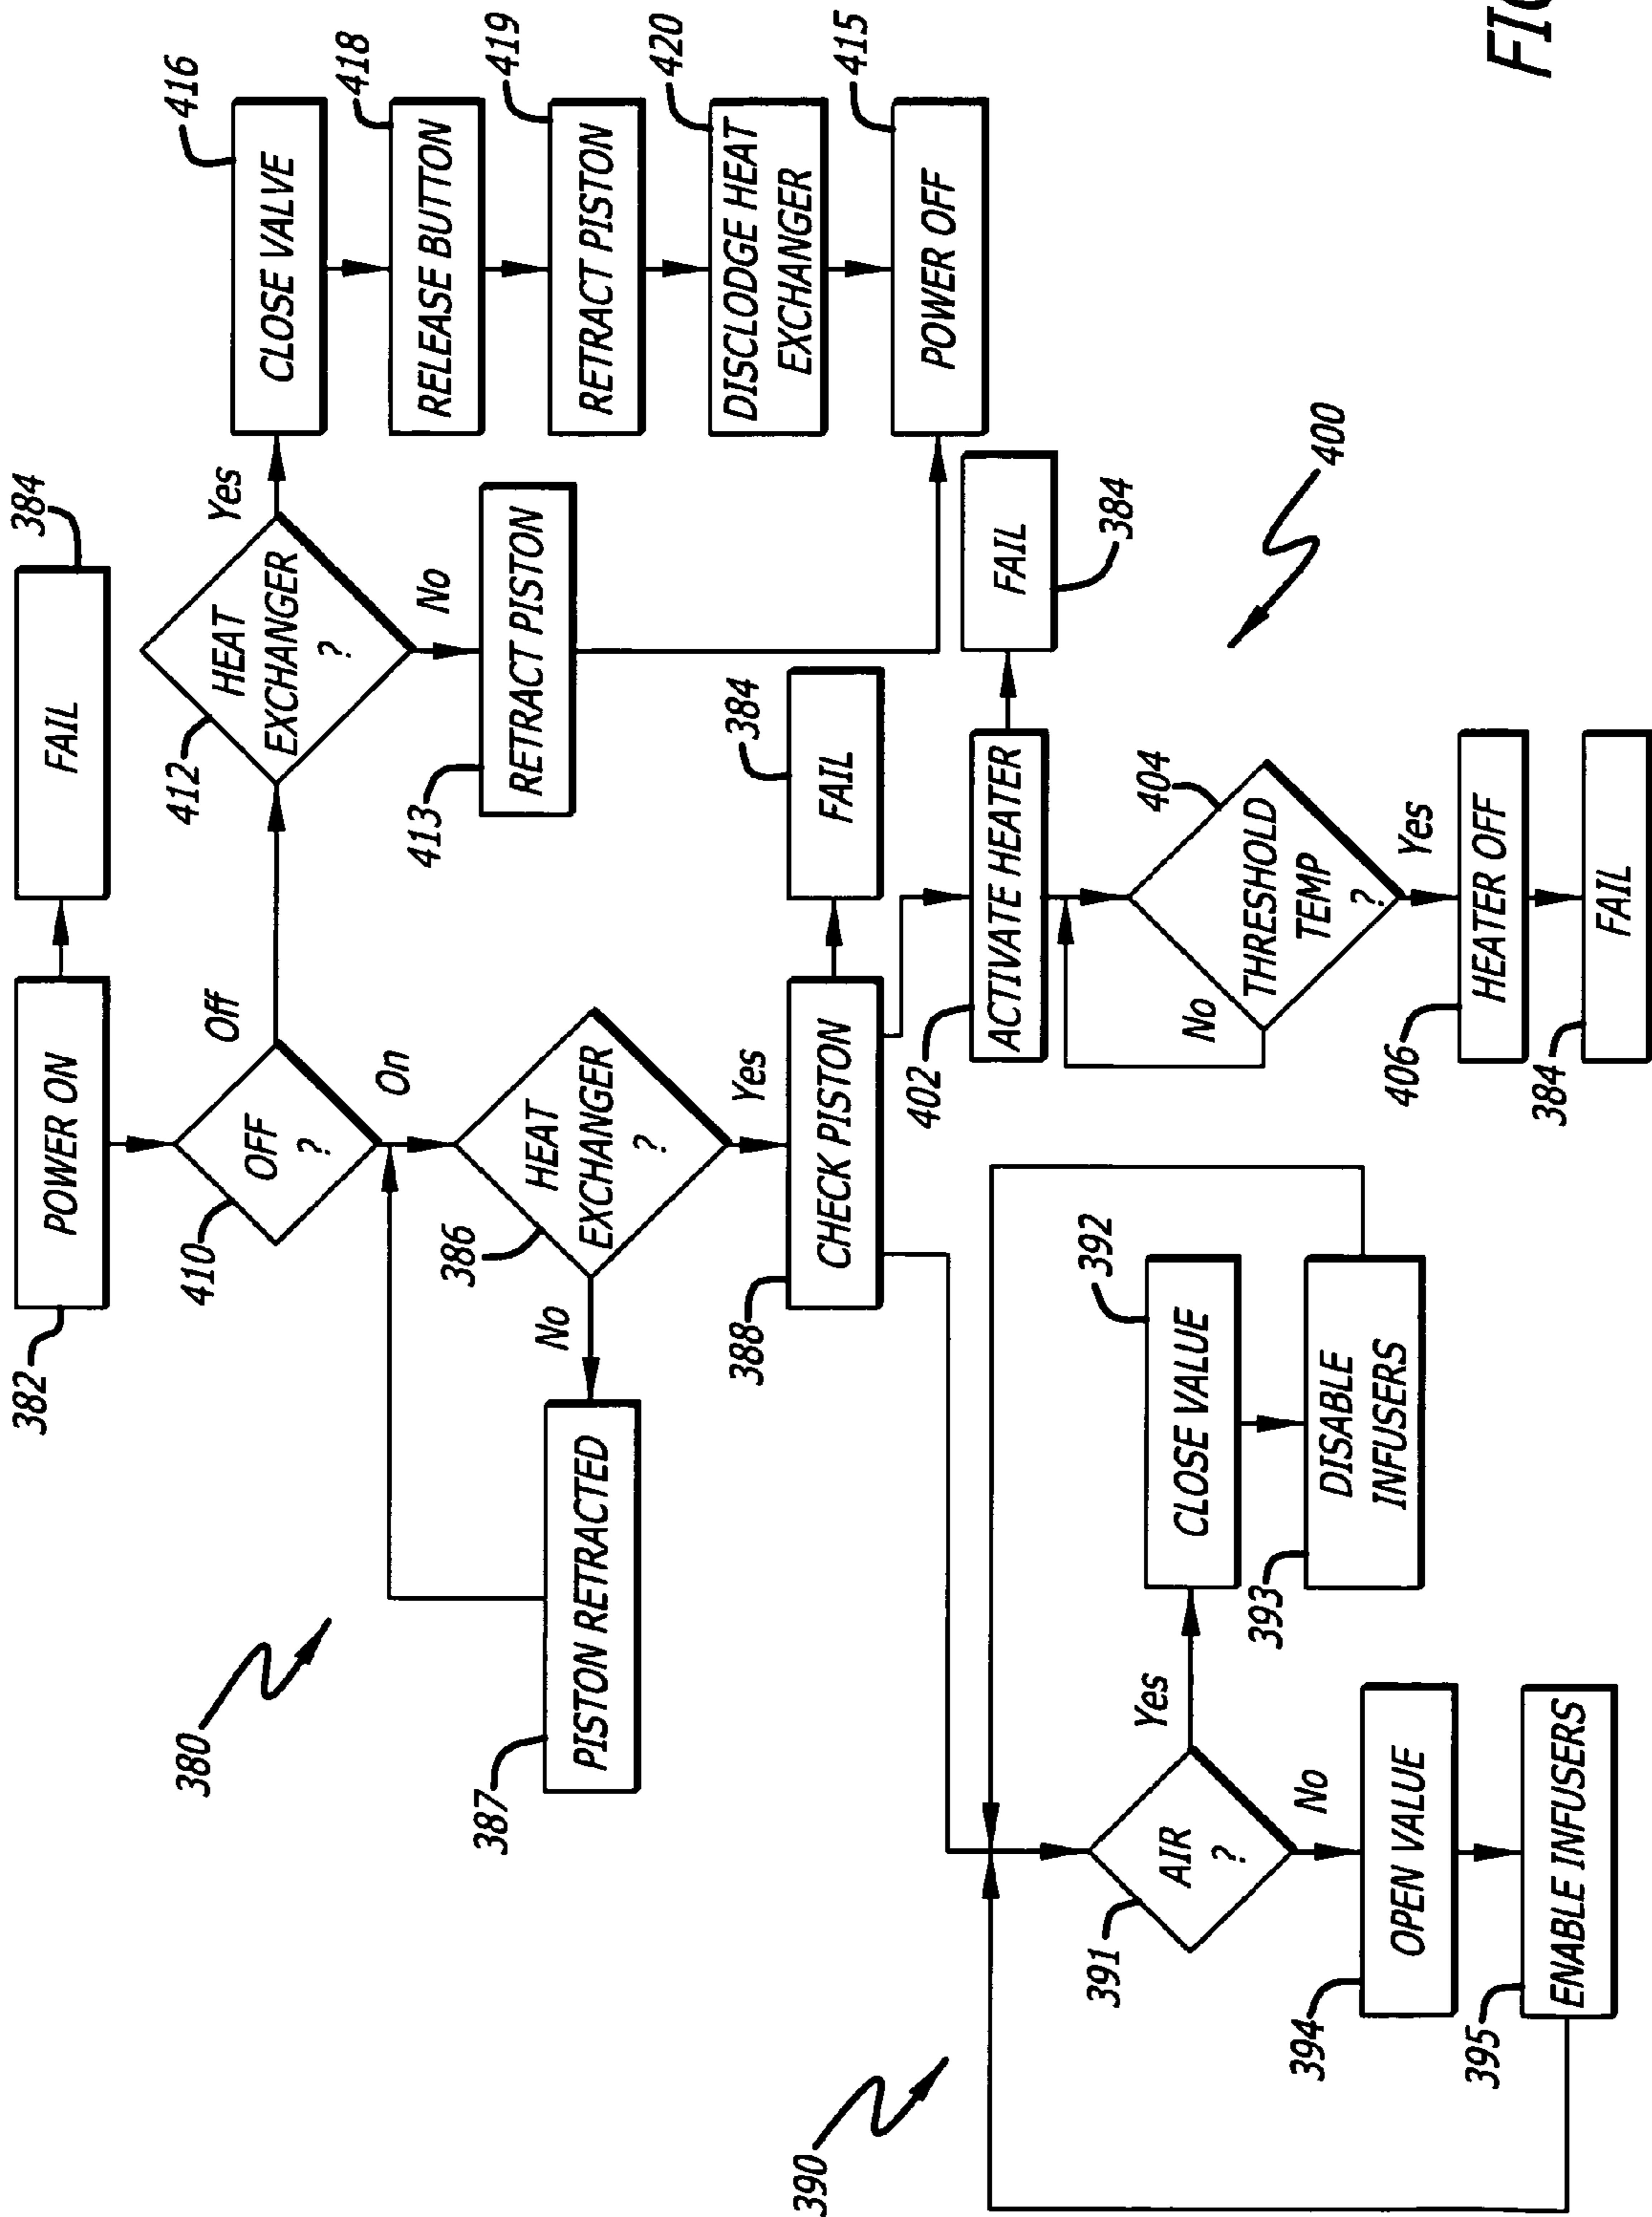 382
POWER ON
FAIL
384
410
OFF
?
Off
On
412
HEAT
EXCHANGER
?
Yes
No
416
CLOSE VALVE
418
RELEASE BUTTON
413
RETRACT PISTON
419
RETRACT PISTON
420
DISCLODGE HEAT
EXCHANGER
415
POWER OFF
380
386
HEAT
EXCHANGER
?
No
Yes
387
PISTON RETRACTED
388
CHECK PISTON
FAIL
384
402
ACTIVATE HEATER
FAIL
384
400
404
THRESHOLD
TEMP
?
No
Yes
406
HEATER OFF
384
FAIL
390
391
AIR
?
Yes
No
392
CLOSE VALUE
393
DISABLE
INFUSERS
394
OPEN VALUE
395
ENABLE INFUSERS